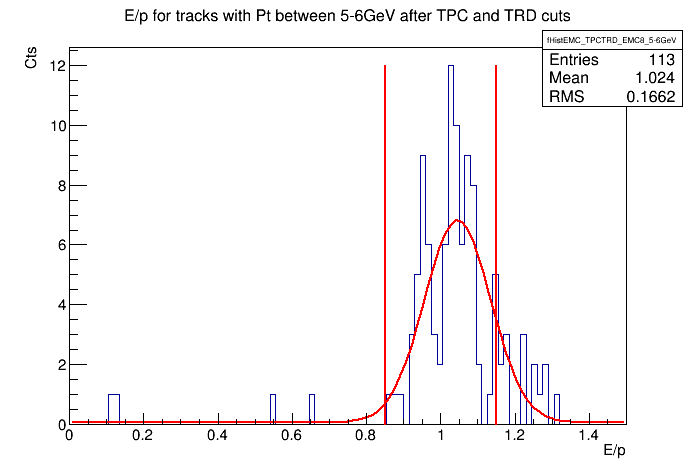 E/p for tracks with Pt between 5-6GeV after TPC and TRD cuts
fHistEMC_TPCTRD_EMC8_5-6GeV
Entries 113
Mean 1.024
RMS 0.1662
Cts
12
10
8
6
4
2
0
0 0.2 0.4 0.6 0.8 1 1.2 1.4
E/p